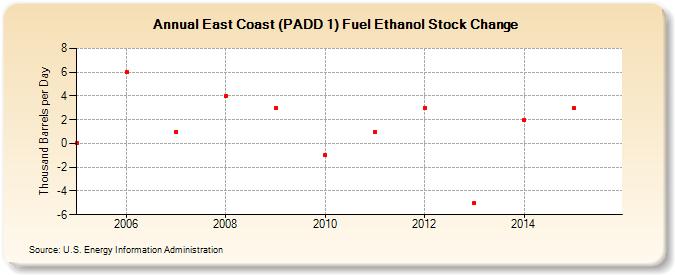 Annual East Coast (PADD 1) Fuel Ethanol Stock Change
Thousand Barrels per Day
8
6
4
2
0
-2
-4
-6
2006 2008 2010 2012 2014
Source: U.S. Energy Information Administration